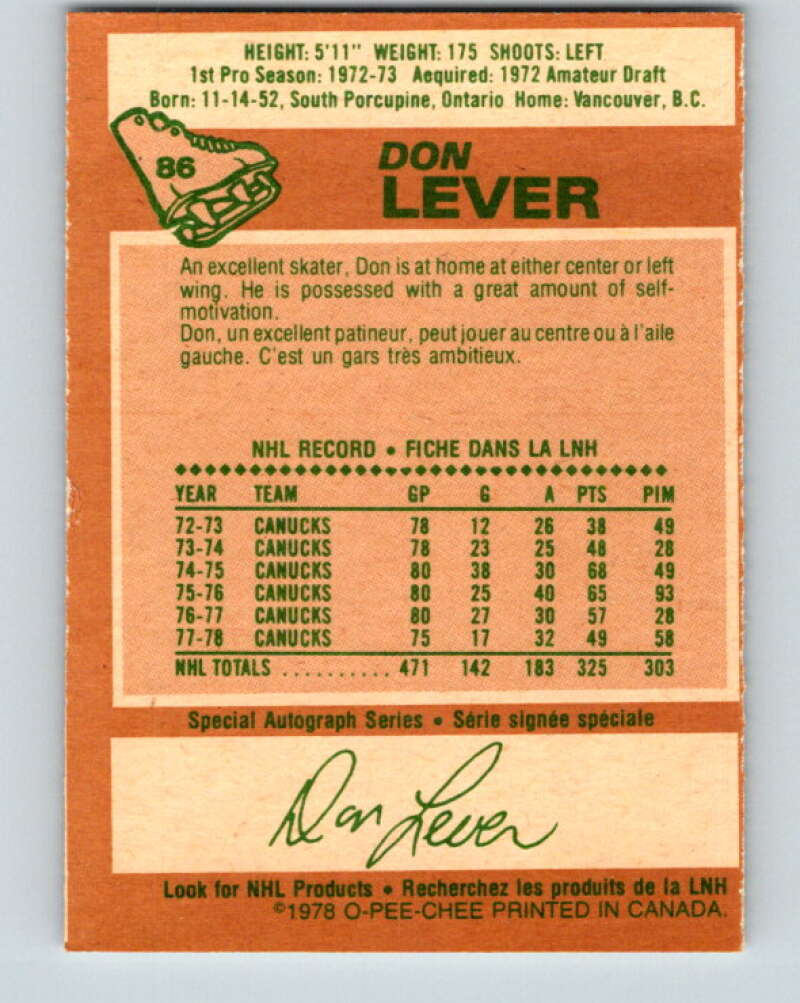 HEIGHT: 5'11" WEIGHT: 175 SHOOTS: LEFT
1st Pro Season: 1972-73 Aequired: 1972 Amateur Draft
Born: 11-14-52, South Porcupine, Ontario Home: Vancouver, B.C.
86
DON
LEVER
An excellent skater, Don is at home at either center or left
wing. He is possessed with a great amount of self-
motivation.
Don, un excellent patineur, peut jouer au centre ou à l'aile
gauche. C'est un gars très ambitieux.
NHL RECORD • FICHE DANS LA LNH
YEAR TEAM GP G A PTS PIM
72-73 CANUCKS 78 12 26 38 49
73-74 CANUCKS 78 23 25 48 28
74-75 CANUCKS 80 38 30 68 49
75-76 CANUCKS 80 25 40 65 93
76-77 CANUCKS 80 27 30 57 28
77-78 CANUCKS 75 17 32 49 58
NHL TOTALS .......... 471 142 183 325 303
Special Autograph Series • Série signée spéciale
Don Lever
Look for NHL Products • Recherchez les produits de la LNH
©1978 O-PEE-CHEE PRINTED IN CANADA.